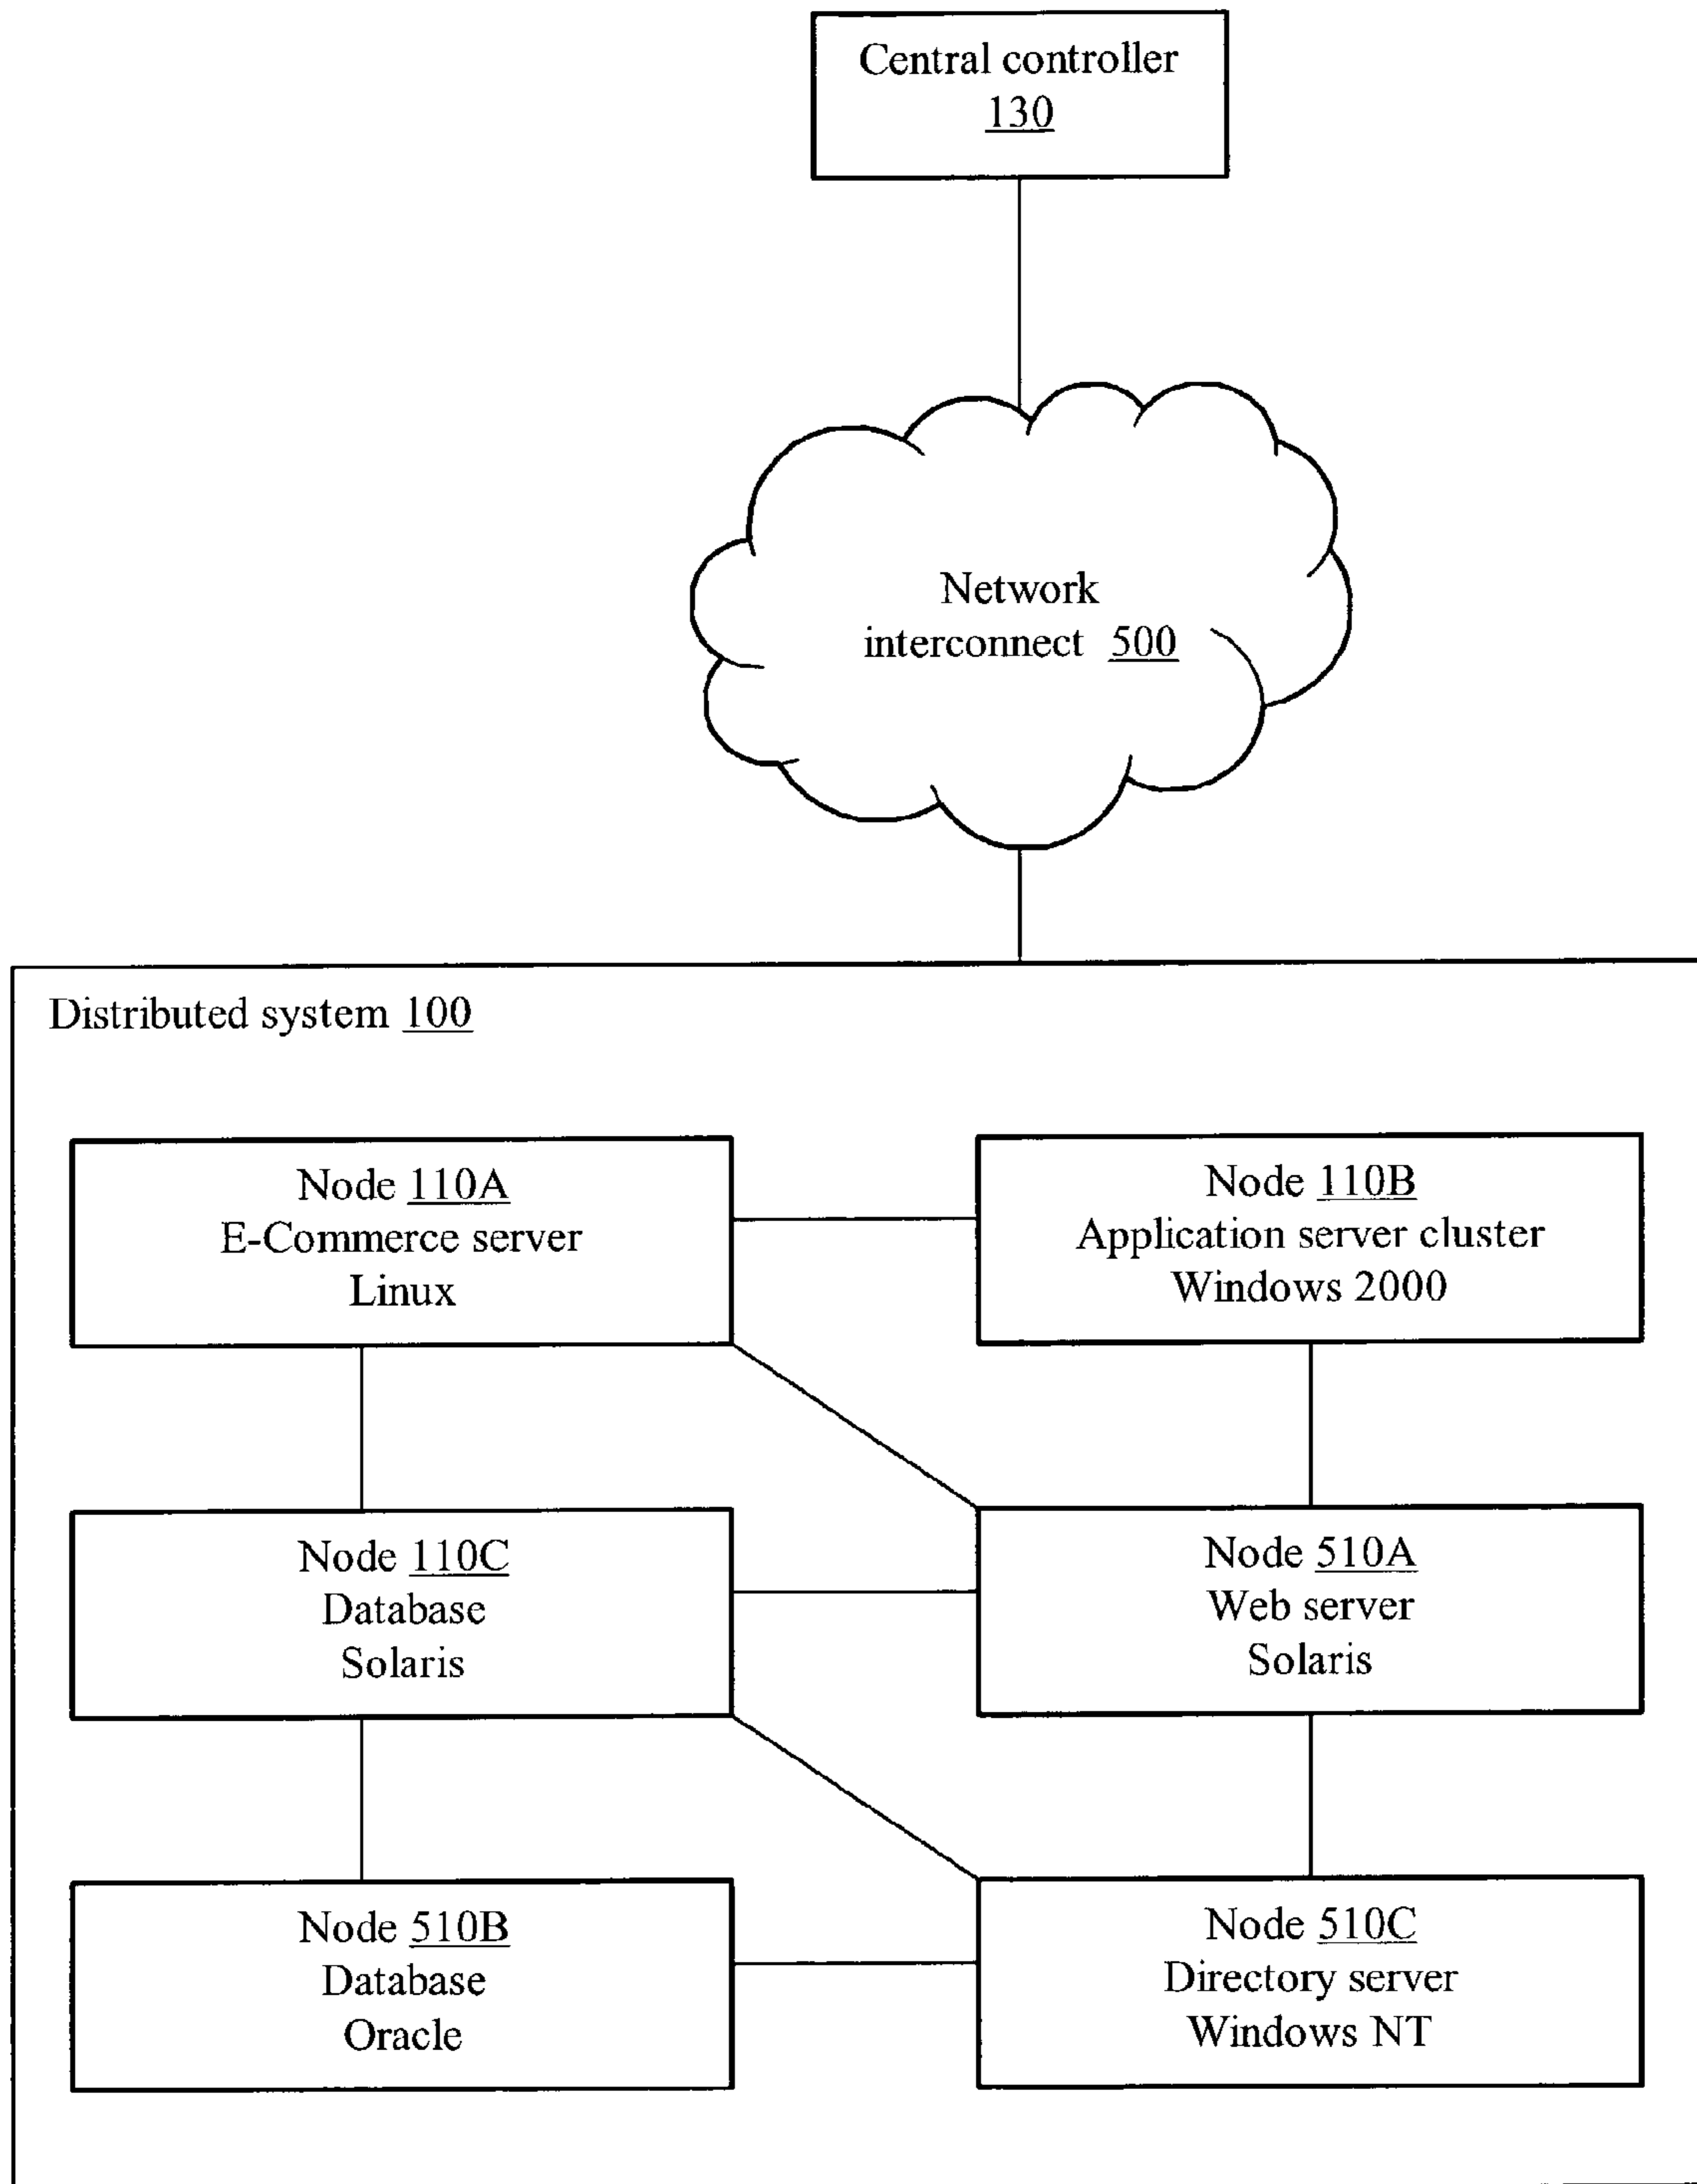 Central controller
130
Network
interconnect 500
Distributed system 100
Node 110A
E-Commerce server
Linux
Node 110B
Application server cluster
Windows 2000
Node 110C
Database
Solaris
Node 510A
Web server
Solaris
Node 510B
Database
Oracle
Node 510C
Directory server
Windows NT